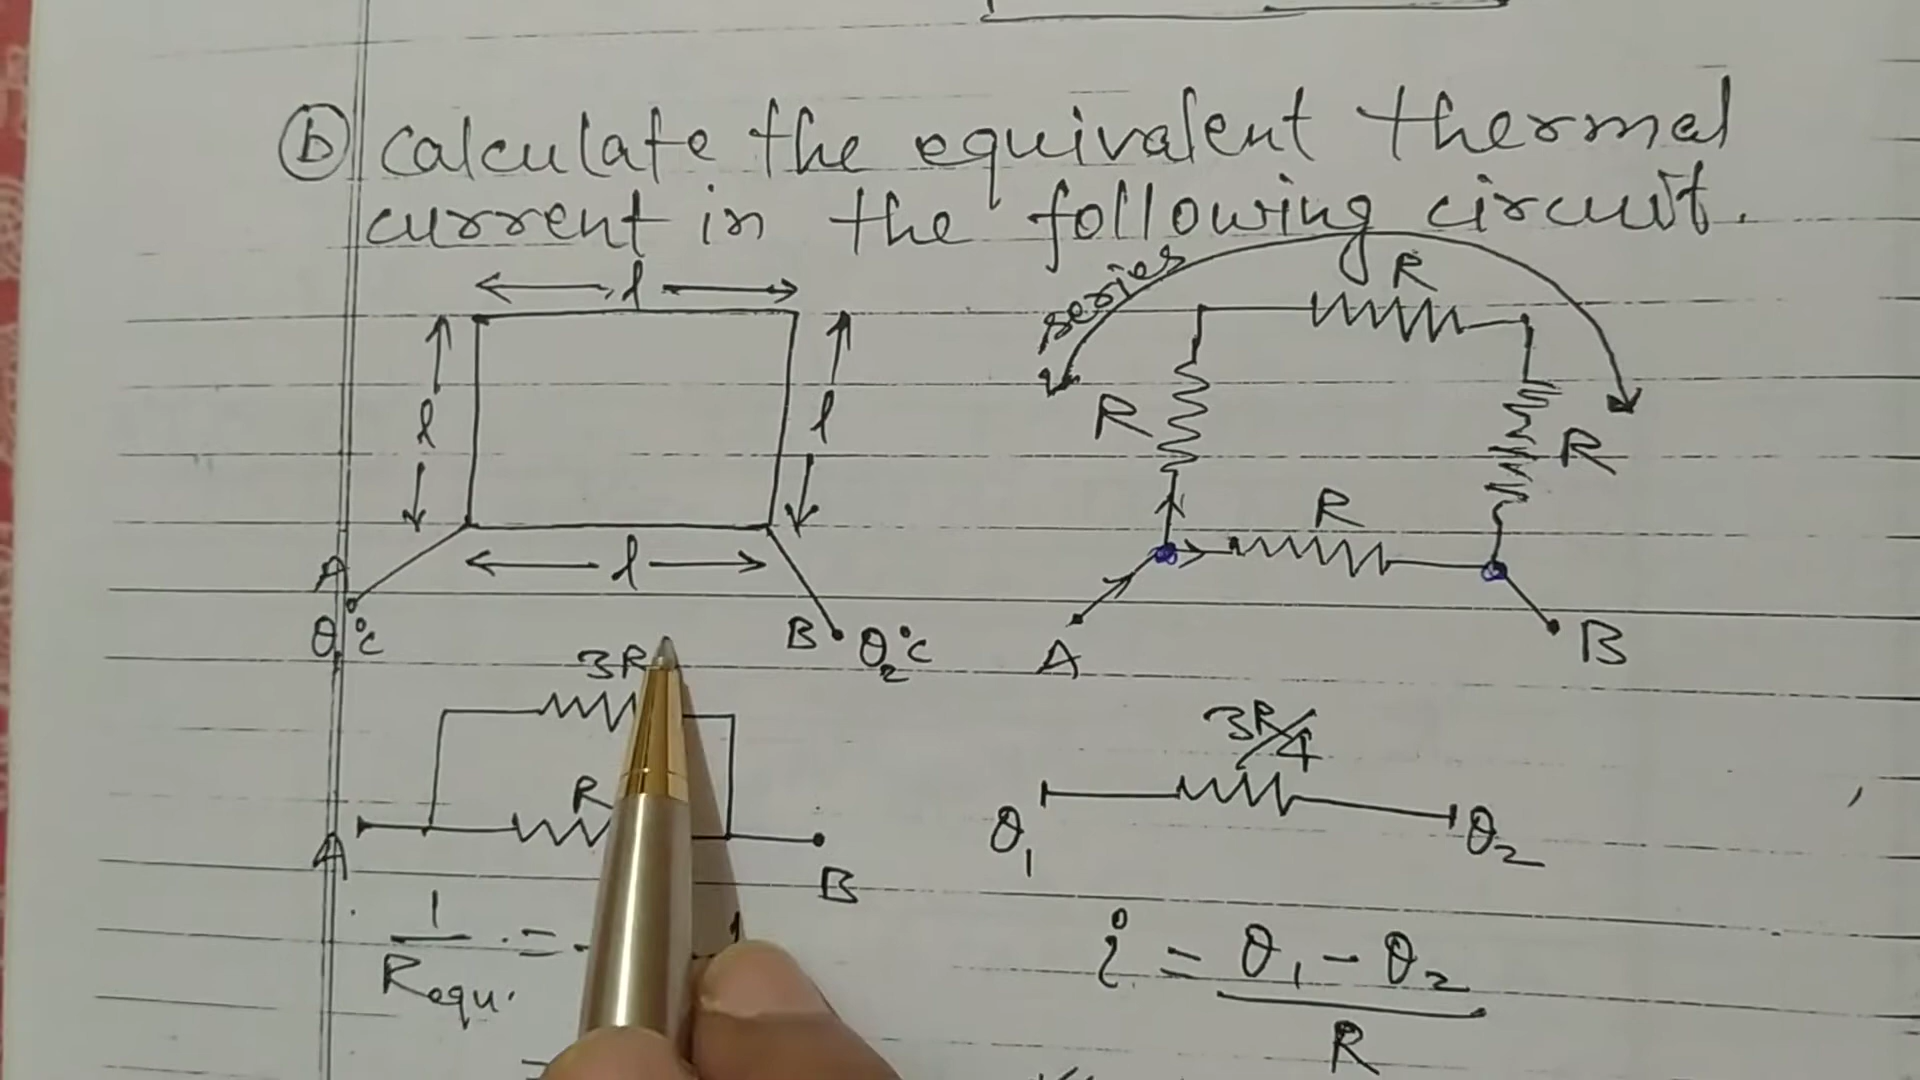 ⓑ Calculate the equivalent thermal
current in the following circuit.
l
l
l
l
A
θ₁°c
B
θ₂°c
series
R
R
R
R
A
B
3R
R
A
B
1/Requ. =
3R/4
θ₁
θ₂
i = θ₁ - θ₂ / R